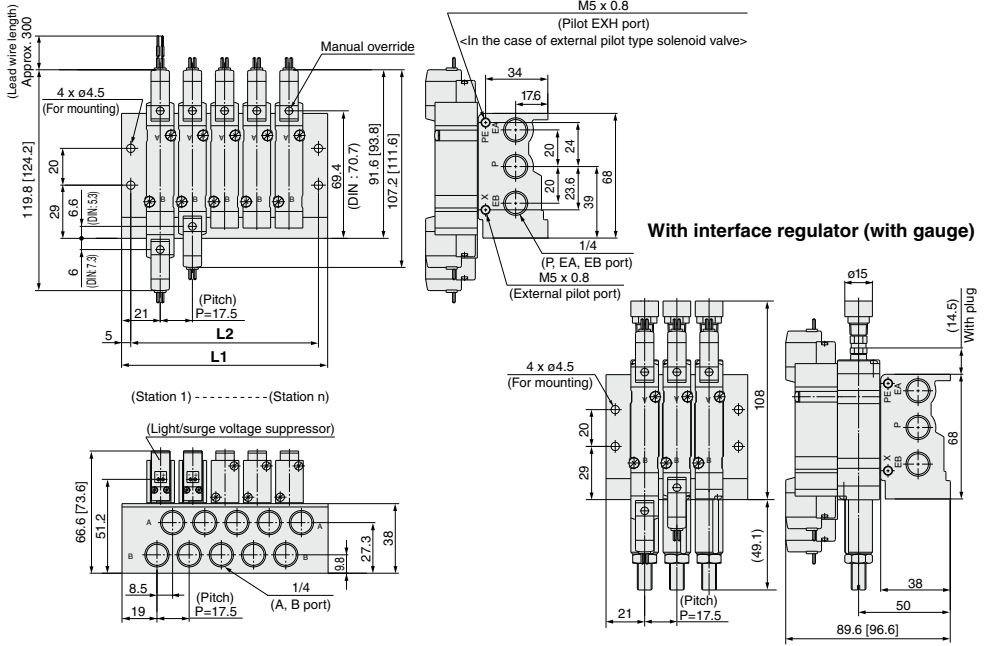 M5 x 0.8
(Pilot EXH port)
<In the case of external pilot type solenoid valve>
(Lead wire length)
Approx. 300
Manual override
4 x ø4.5
(For mounting)
34
17.6
119.8 [124.2]
20
29
6.6
(DIN: 5.3)
6
(DIN: 7.3)
A
A
B
B
69.4
(DIN : 70.7)
91.6 [93.8]
107.2 [111.6]
PE
EA
P
X
EB
20
24
20
23.6
39
68
1/4
(P, EA, EB port)
M5 x 0.8
(External pilot port)
21
(Pitch)
P=17.5
5
L2
L1
(Station 1) - - - - - - - - - (Station n)
(Light/surge voltage suppressor)
66.6 [73.6]
51.2
A
A
B
B
9.8
27.3
38
8.5
19
(Pitch)
P=17.5
1/4
(A, B port)
With interface regulator (with gauge)
ø15
(14.5)
With plug
4 x ø4.5
(For mounting)
20
29
A
A
B
B
108
(49.1)
21
(Pitch)
P=17.5
PE
EA
P
X
EB
68
38
50
89.6 [96.6]